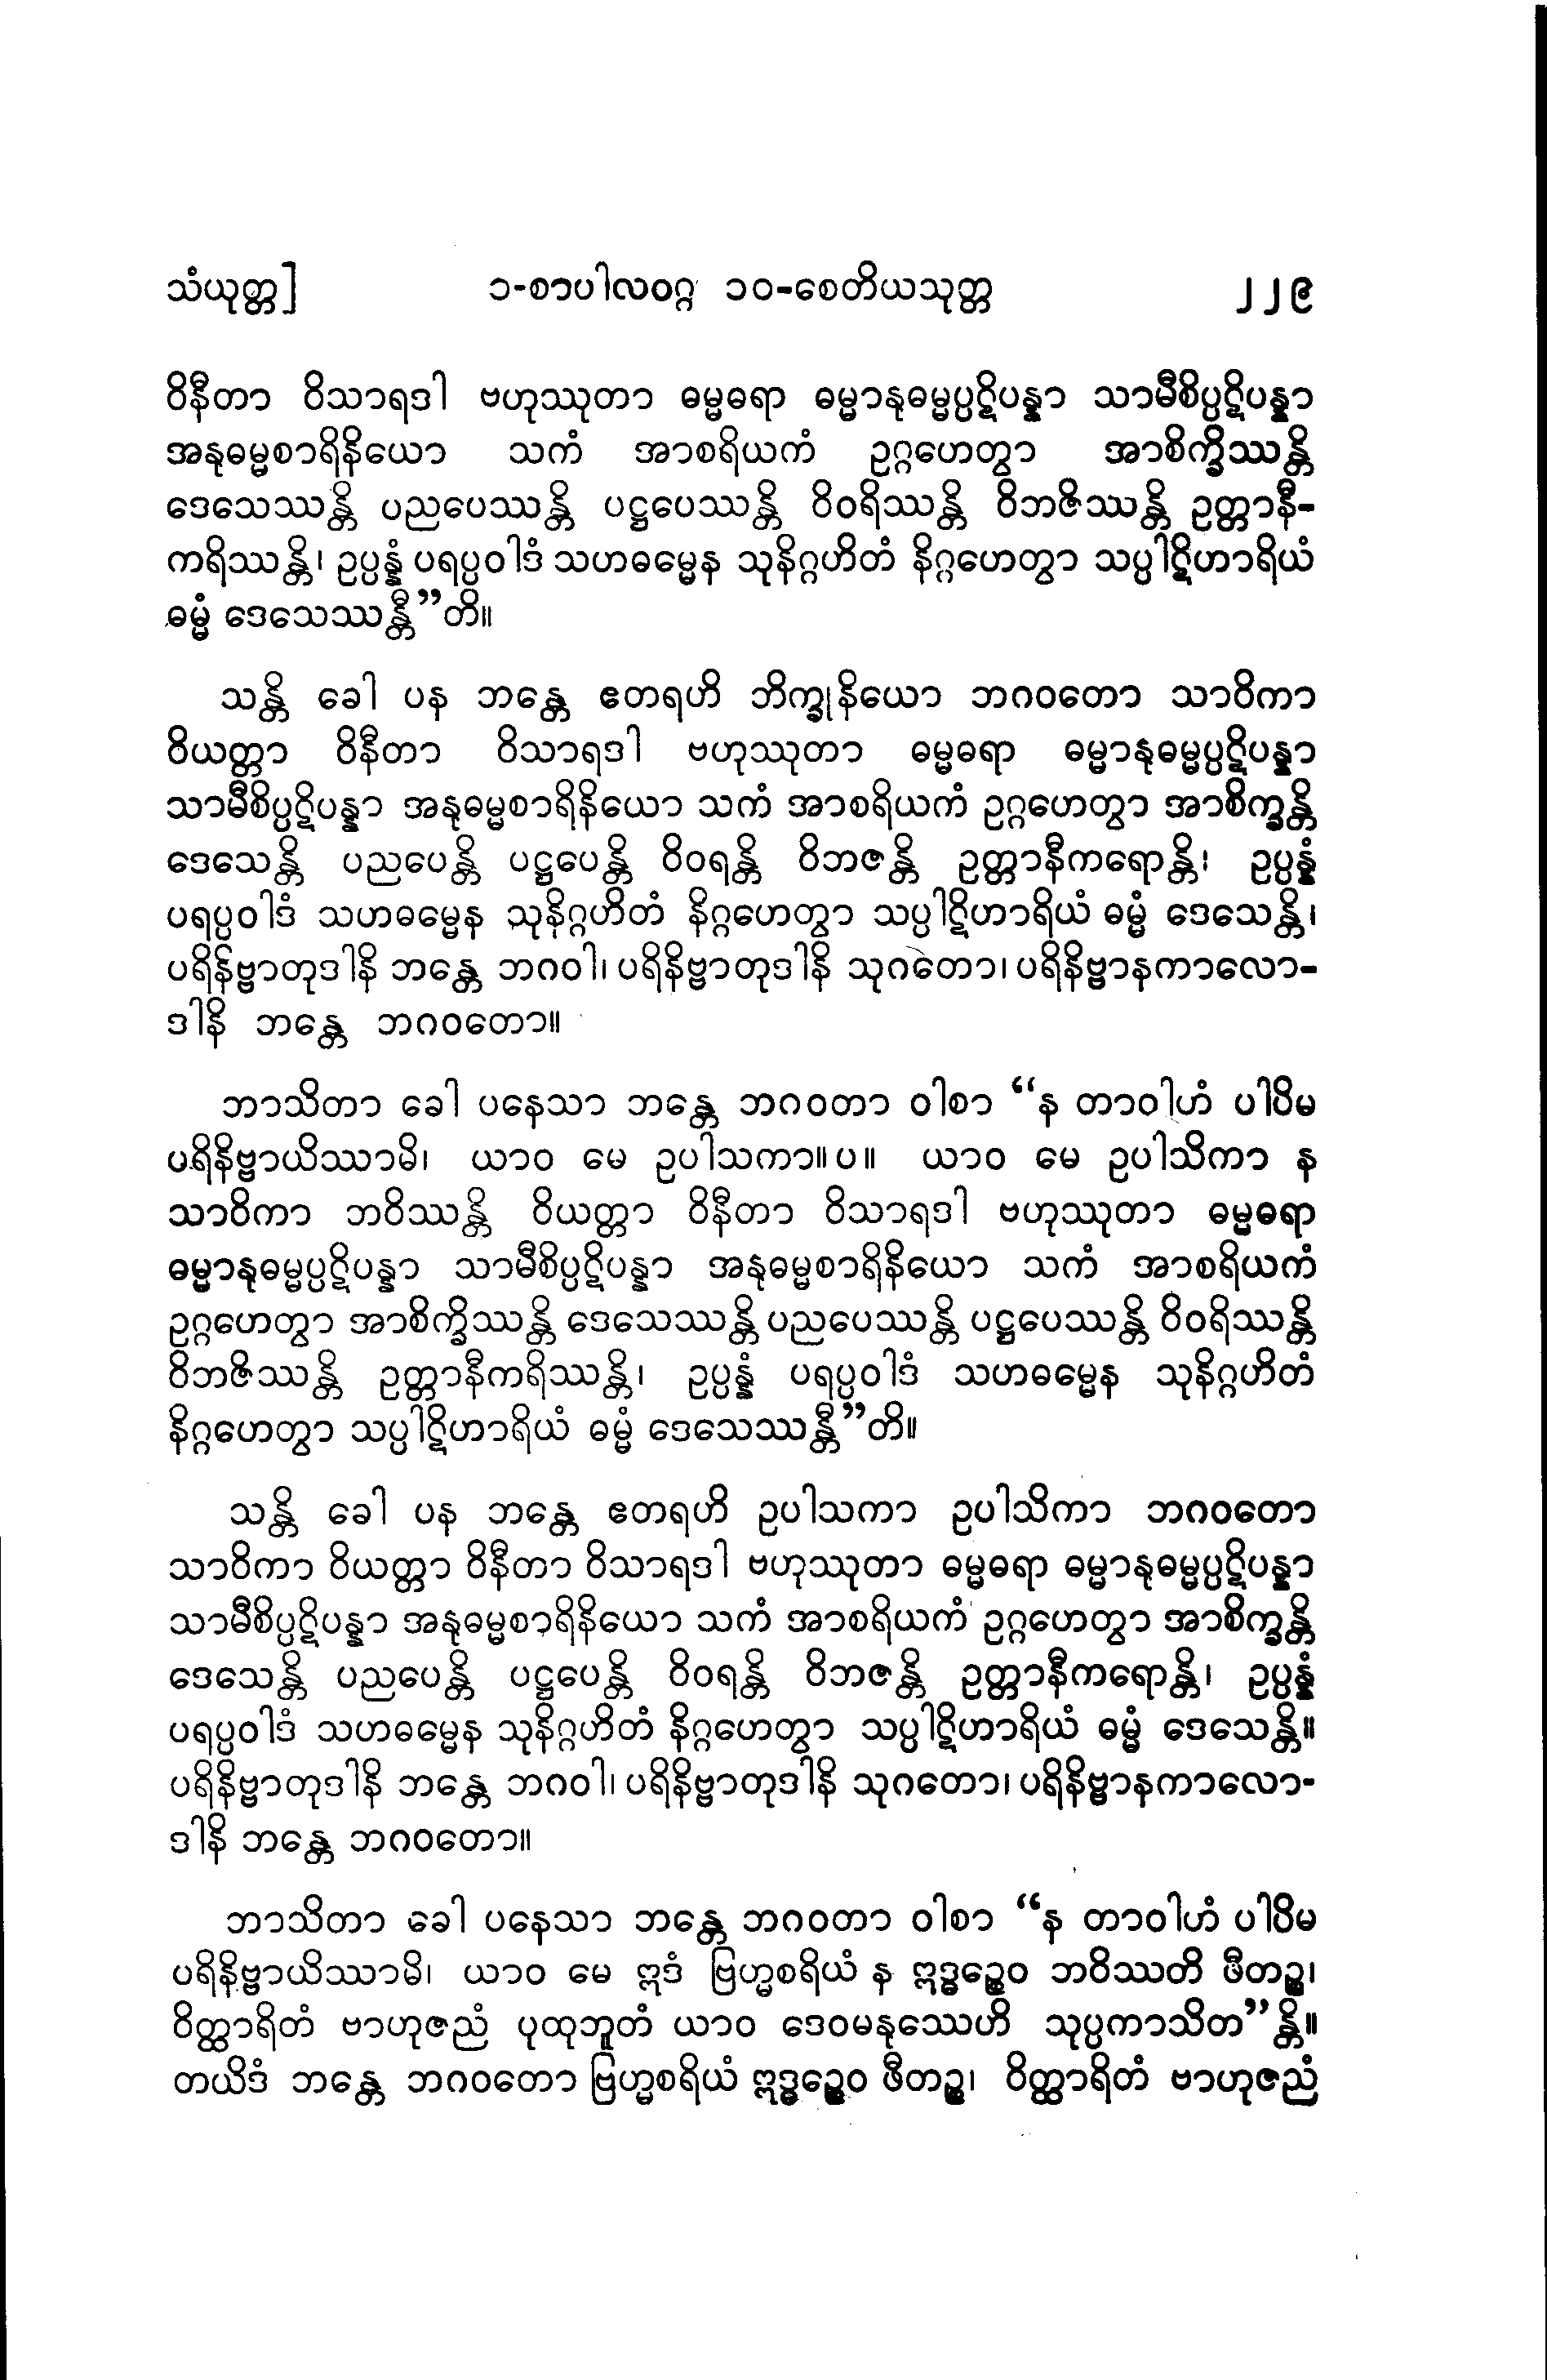 သံယုတ္တ] ၁-စာပါလဝဂ္ဂ ၁၀-စေတိယသုတ္တ ၂၂၉
ဝိနီတာ ဝိသာရဒါ ဗဟုဿုတာ ဓမ္မဓရာ ဓမ္မာနုဓမ္မပ္ပဋိပန္နာ သာမီစိပ္ပဋိပန္နာ
အနုဓမ္မစာရိနိယော သကံ အာစရိယကံ ဥဂ္ဂဟေတွာ အာစိက္ခိဿန္တိ
ဒေသေဿန္တိ ပညပေဿန္တိ ပဋ္ဌပေဿန္တိ ဝိဝရိဿန္တိ ဝိဘဇိဿန္တိ ဥတ္တာနီ-
ကရိဿန္တိ၊ ဥပ္ပန္နံ ပရပ္ပဝါဒံ သဟဓမ္မေန သုနိဂ္ဂဟိတံ နိဂ္ဂဟေတွာ သပ္ပါဋိဟာရိယံ
ဓမ္မံ ဒေသေဿန္တီ”တိ။
သန္တိ ခေါ ပန ဘန္တေ ဧတရဟိ ဘိက္ခုနိယော ဘဂဝတော သာဝိကာ
ဝိယတ္တာ ဝိနီတာ ဝိသာရဒါ ဗဟုဿုတာ ဓမ္မဓရာ ဓမ္မာနုဓမ္မပ္ပဋိပန္နာ
သာမီစိပ္ပဋိပန္နာ အနုဓမ္မစာရိနိယော သကံ အာစရိယကံ ဥဂ္ဂဟေတွာ အာစိက္ခန္တိ
ဒေသေန္တိ ပညပေန္တိ ပဋ္ဌပေန္တိ ဝိဝရန္တိ ဝိဘဇန္တိ ဥတ္တာနီကရောန္တိ၊ ဥပ္ပန္နံ
ပရပ္ပဝါဒံ သဟဓမ္မေန သုနိဂ္ဂဟိတံ နိဂ္ဂဟေတွာ သပ္ပါဋိဟာရိယံ ဓမ္မံ ဒေသေန္တိ၊
ပရိနိဗ္ဗာတုဒါနိ ဘန္တေ ဘဂဝါ၊ ပရိနိဗ္ဗာတုဒါနိ သုဂတော၊ ပရိနိဗ္ဗာနကာလော-
ဒါနိ ဘန္တေ ဘဂဝတော။
ဘာသိတာ ခေါ ပနေသာ ဘန္တေ ဘဂဝတာ ဝါစာ “န တာဝါဟံ ပါပိမ
ပရိနိဗ္ဗာယိဿာမိ၊ ယာဝ မေ ဥပါသကာ။ပ။ ယာဝ မေ ဥပါသိကာ န
သာဝိကာ ဘဝိဿန္တိ ဝိယတ္တာ ဝိနီတာ ဝိသာရဒါ ဗဟုဿုတာ ဓမ္မဓရာ
ဓမ္မာနုဓမ္မပ္ပဋိပန္နာ သာမီစိပ္ပဋိပန္နာ အနုဓမ္မစာရိနိယော သကံ အာစရိယကံ
ဥဂ္ဂဟေတွာ အာစိက္ခိဿန္တိ ဒေသေဿန္တိ ပညပေဿန္တိ ပဋ္ဌပေဿန္တိ ဝိဝရိဿန္တိ
ဝိဘဇိဿန္တိ ဥတ္တာနီကရိဿန္တိ၊ ဥပ္ပန္နံ ပရပ္ပဝါဒံ သဟဓမ္မေန သုနိဂ္ဂဟိတံ
နိဂ္ဂဟေတွာ သပ္ပါဋိဟာရိယံ ဓမ္မံ ဒေသေဿန္တီ”တိ။
သန္တိ ခေါ ပန ဘန္တေ ဧတရဟိ ဥပါသကာ ဥပါသိကာ ဘဂဝတော
သာဝိကာ ဝိယတ္တာ ဝိနီတာ ဝိသာရဒါ ဗဟုဿုတာ ဓမ္မဓရာ ဓမ္မာနုဓမ္မပ္ပဋိပန္နာ
သာမီစိပ္ပဋိပန္နာ အနုဓမ္မစာရိနိယော သကံ အာစရိယကံ ဥဂ္ဂဟေတွာ အာစိက္ခန္တိ
ဒေသေန္တိ ပညပေန္တိ ပဋ္ဌပေန္တိ ဝိဝရန္တိ ဝိဘဇန္တိ ဥတ္တာနီကရောန္တိ၊ ဥပ္ပန္နံ
ပရပ္ပဝါဒံ သဟဓမ္မေန သုနိဂ္ဂဟိတံ နိဂ္ဂဟေတွာ သပ္ပါဋိဟာရိယံ ဓမ္မံ ဒေသေန္တိ။
ပရိနိဗ္ဗာတုဒါနိ ဘန္တေ ဘဂဝါ၊ ပရိနိဗ္ဗာတုဒါနိ သုဂတော၊ ပရိနိဗ္ဗာနကာလော-
ဒါနိ ဘန္တေ ဘဂဝတော။
ဘာသိတာ ခေါ ပနေသာ ဘန္တေ ဘဂဝတာ ဝါစာ “န တာဝါဟံ ပါပိမ
ပရိနိဗ္ဗာယိဿာမိ၊ ယာဝ မေ ဣဒံ ဗြဟ္မစရိယံ န ဣဒ္ဓဉ္စေဝ ဘဝိဿတိ ဖီတဉ္စ၊
ဝိတ္ထာရိတံ ဗာဟုဇညံ ပုထုဘူတံ ယာဝ ဒေဝမနုဿေဟိ သုပ္ပကာသိတ”န္တိ။
တယိဒံ ဘန္တေ ဘဂဝတော ဗြဟ္မစရိယံ ဣဒ္ဓဉ္စေဝ ဖီတဉ္စ၊ ဝိတ္ထာရိတံ ဗာဟုဇညံ